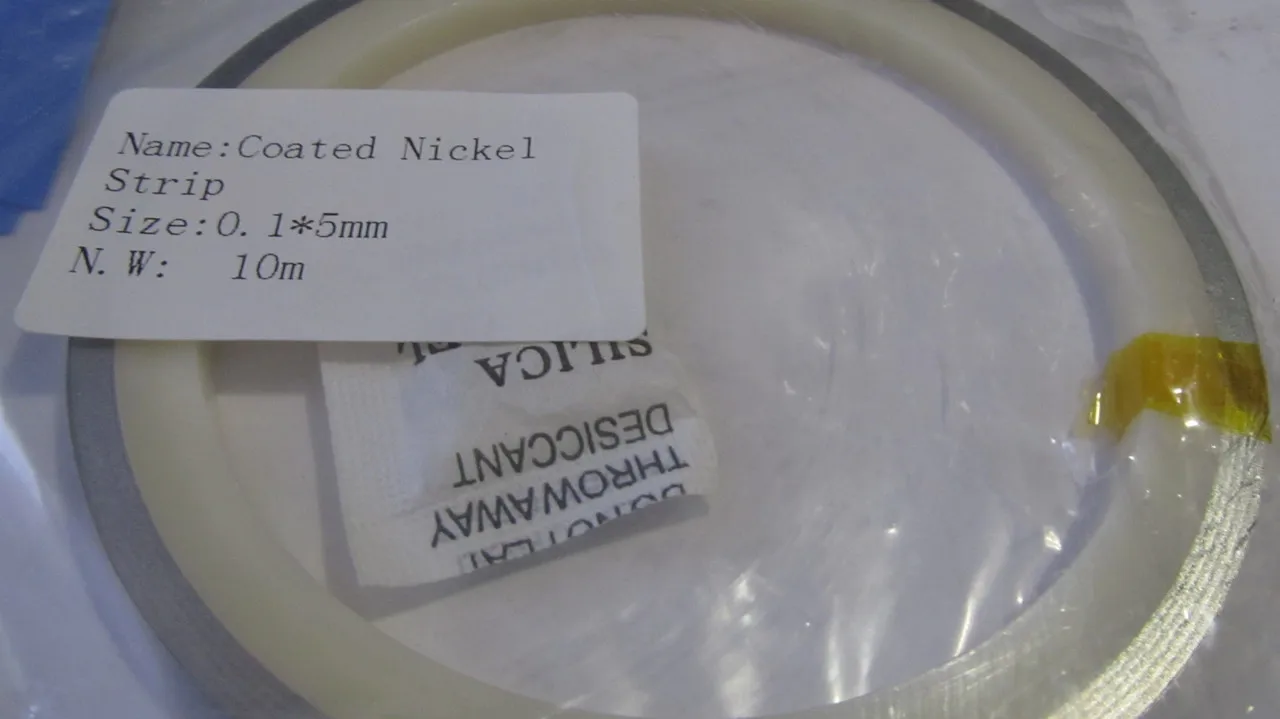 Name:Coated Nickel
Strip
Size:0.1*5mm
N.W: 10m
SILICA
DESICCANT
THROW AWAY